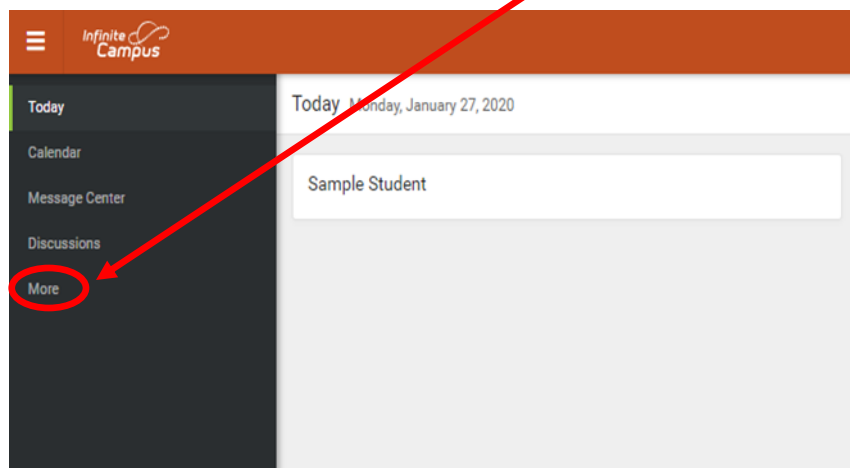 Infinite
Campus
Today
Calendar
Message Center
Discussions
More
Today Monday, January 27, 2020
Sample Student